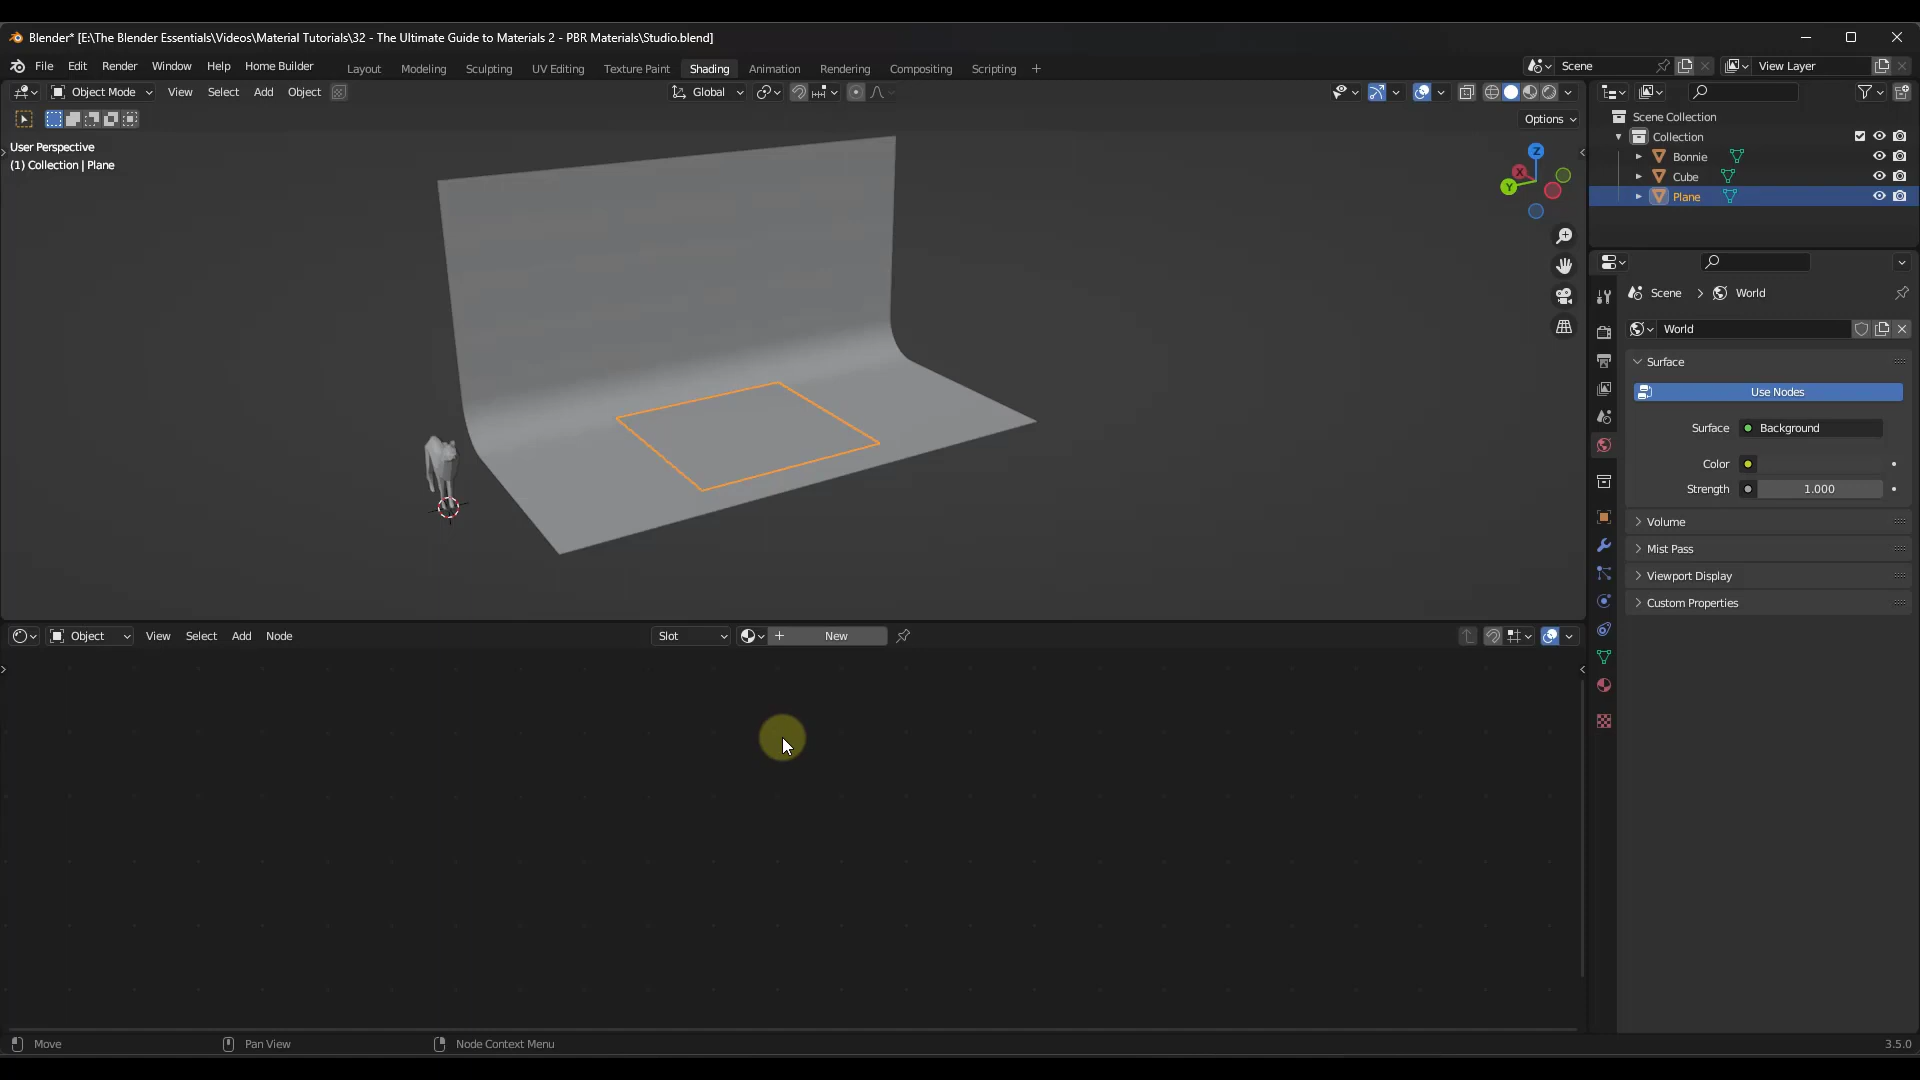 Blender* [E:\The Blender Essentials\Videos\Material Tutorials\32 - The Ultimate Guide to Materials 2 - PBR Materials\Studio.blend]
File Edit Render Window Help Home Builder Layout Modeling Sculpting UV Editing Texture Paint Shading Animation Rendering Compositing Scripting + Scene View Layer
Object Mode View Select Add Object Global
Options
User Perspective
(1) Collection | Plane
Z
X
Y
Scene Collection
Collection
Bonnie
Cube
Plane
Scene > World
World
Surface
Use Nodes
Surface Background
Color
Strength 1.000
Volume
Mist Pass
Viewport Display
Custom Properties
Object View Select Add Node Slot + New
Move Pan View Node Context Menu 3.5.0